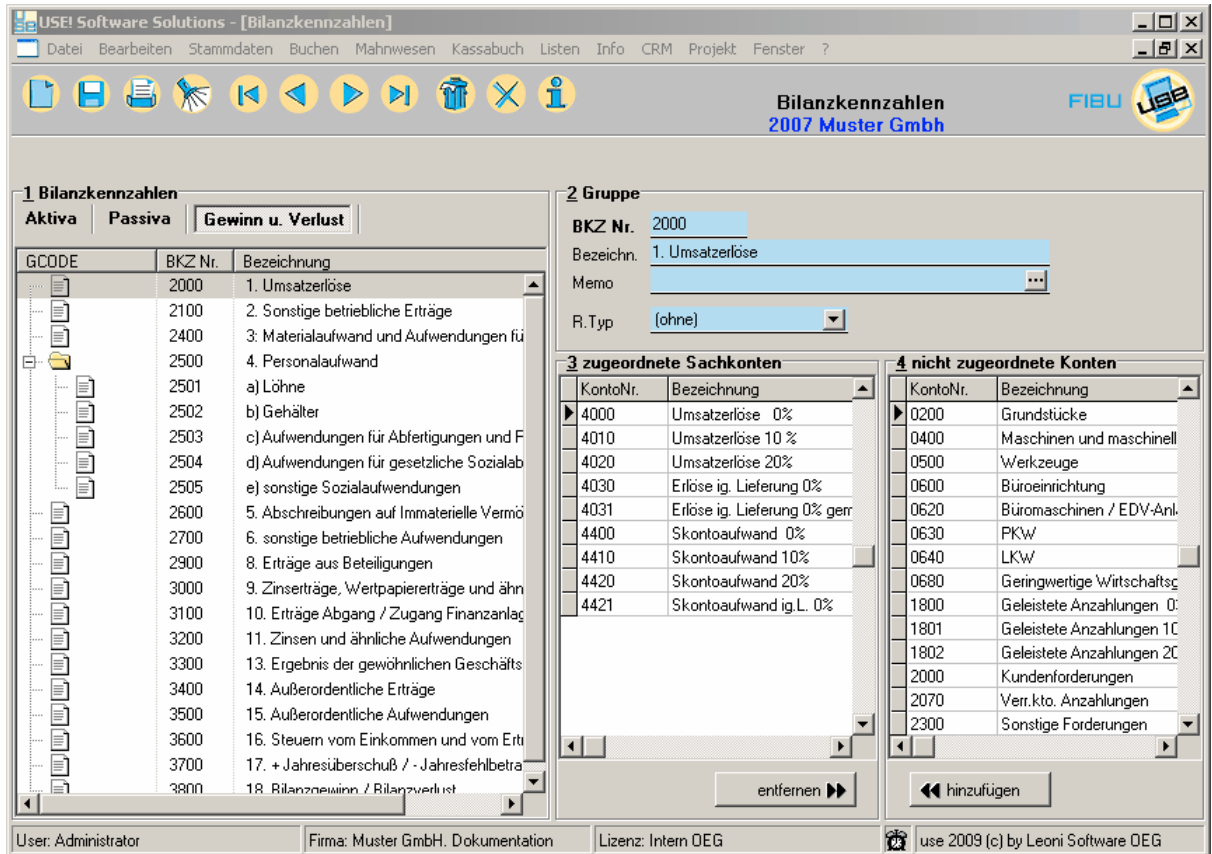 USE! Software Solutions - [Bilanzkennzahlen]
Datei Bearbeiten Stammdaten Buchen Mahnwesen Kassabuch Listen Info CRM Projekt Fenster ?
Bilanzkennzahlen
2007 Muster Gmbh
FIBU use
1 Bilanzkennzahlen
Aktiva Passiva Gewinn u. Verlust
GCODE BKZ Nr. Bezeichnung
2000 1. Umsatzerlöse
2100 2. Sonstige betriebliche Erträge
2400 3: Materialaufwand und Aufwendungen fü
2500 4. Personalaufwand
2501 a) Löhne
2502 b) Gehälter
2503 c) Aufwendungen für Abfertigungen und F
2504 d) Aufwendungen für gesetzliche Sozialab
2505 e) sonstige Sozialaufwendungen
2600 5. Abschreibungen auf Immaterielle Vermö
2700 6. sonstige betriebliche Aufwendungen
2900 8. Erträge aus Beteiligungen
3000 9. Zinserträge, Wertpapiererträge und ähn
3100 10. Erträge Abgang / Zugang Finanzanlag
3200 11. Zinsen und ähnliche Aufwendungen
3300 13. Ergebnis der gewöhnlichen Geschäfts
3400 14. Außerordentliche Erträge
3500 15. Außerordentliche Aufwendungen
3600 16. Steuern vom Einkommen und vom Ertr
3700 17. + Jahresüberschuß / - Jahresfehlbetra
3800 18. Bilanzgewinn / Bilanzverlust
2 Gruppe
BKZ Nr. 2000
Bezeichn. 1. Umsatzerlöse
Memo ...
R.Typ (ohne)
3 zugeordnete Sachkonten
KontoNr. Bezeichnung
4000 Umsatzerlöse 0%
4010 Umsatzerlöse 10 %
4020 Umsatzerlöse 20%
4030 Erlöse ig. Lieferung 0%
4031 Erlöse ig. Lieferung 0% gem
4400 Skontoaufwand 0%
4410 Skontoaufwand 10%
4420 Skontoaufwand 20%
4421 Skontoaufwand ig.L. 0%
entfernen
4 nicht zugeordnete Konten
KontoNr. Bezeichnung
0200 Grundstücke
0400 Maschinen und maschinell
0500 Werkzeuge
0600 Büroeinrichtung
0620 Büromaschinen / EDV-Anl
0630 PKW
0640 LKW
0680 Geringwertige Wirtschaftsg
1800 Geleistete Anzahlungen 0
1801 Geleistete Anzahlungen 10
1802 Geleistete Anzahlungen 20
2000 Kundenforderungen
2070 Verr.kto. Anzahlungen
2300 Sonstige Forderungen
hinzufügen
User: Administrator Firma: Muster GmbH. Dokumentation Lizenz: Intern OEG use 2009 (c) by Leoni Software OEG